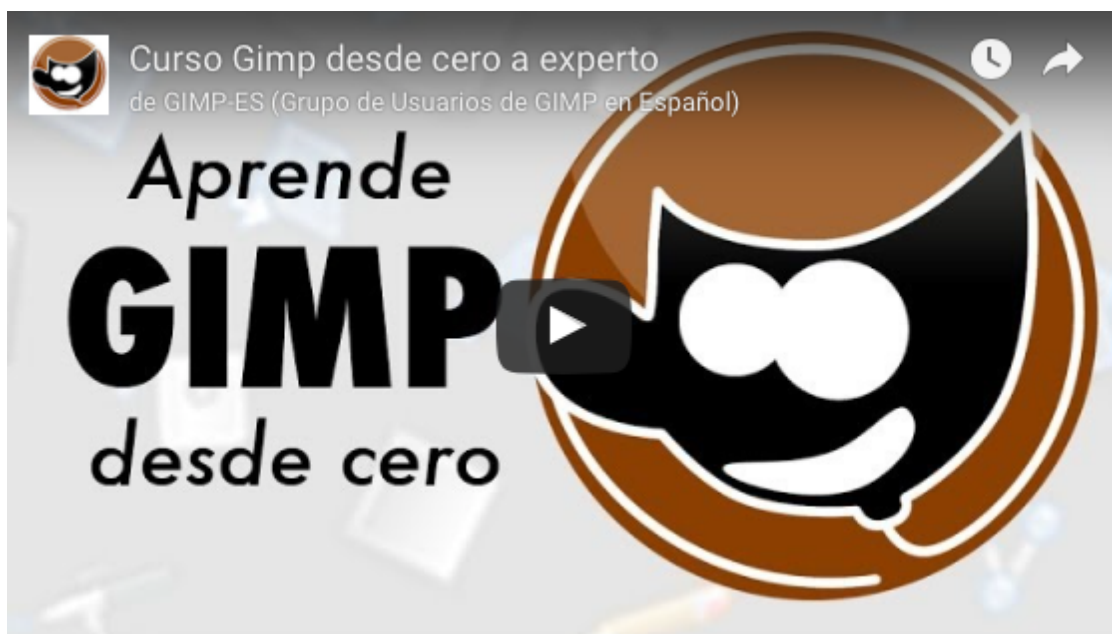 Curso Gimp desde cero a experto
de GIMP-ES (Grupo de Usuarios de GIMP en Español)
Aprende
GIMP
desde cero